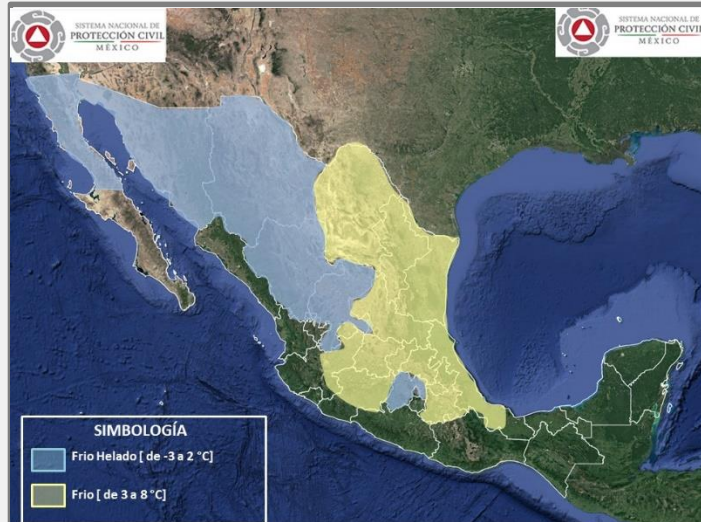 SISTEMA NACIONAL DE
PROTECCIÓN CIVIL
MÉXICO
SISTEMA NACIONAL DE
PROTECCIÓN CIVIL
MÉXICO
SIMBOLOGÍA
Frio Helado [ de -3 a 2 °C]
Frio [ de 3 a 8 °C]